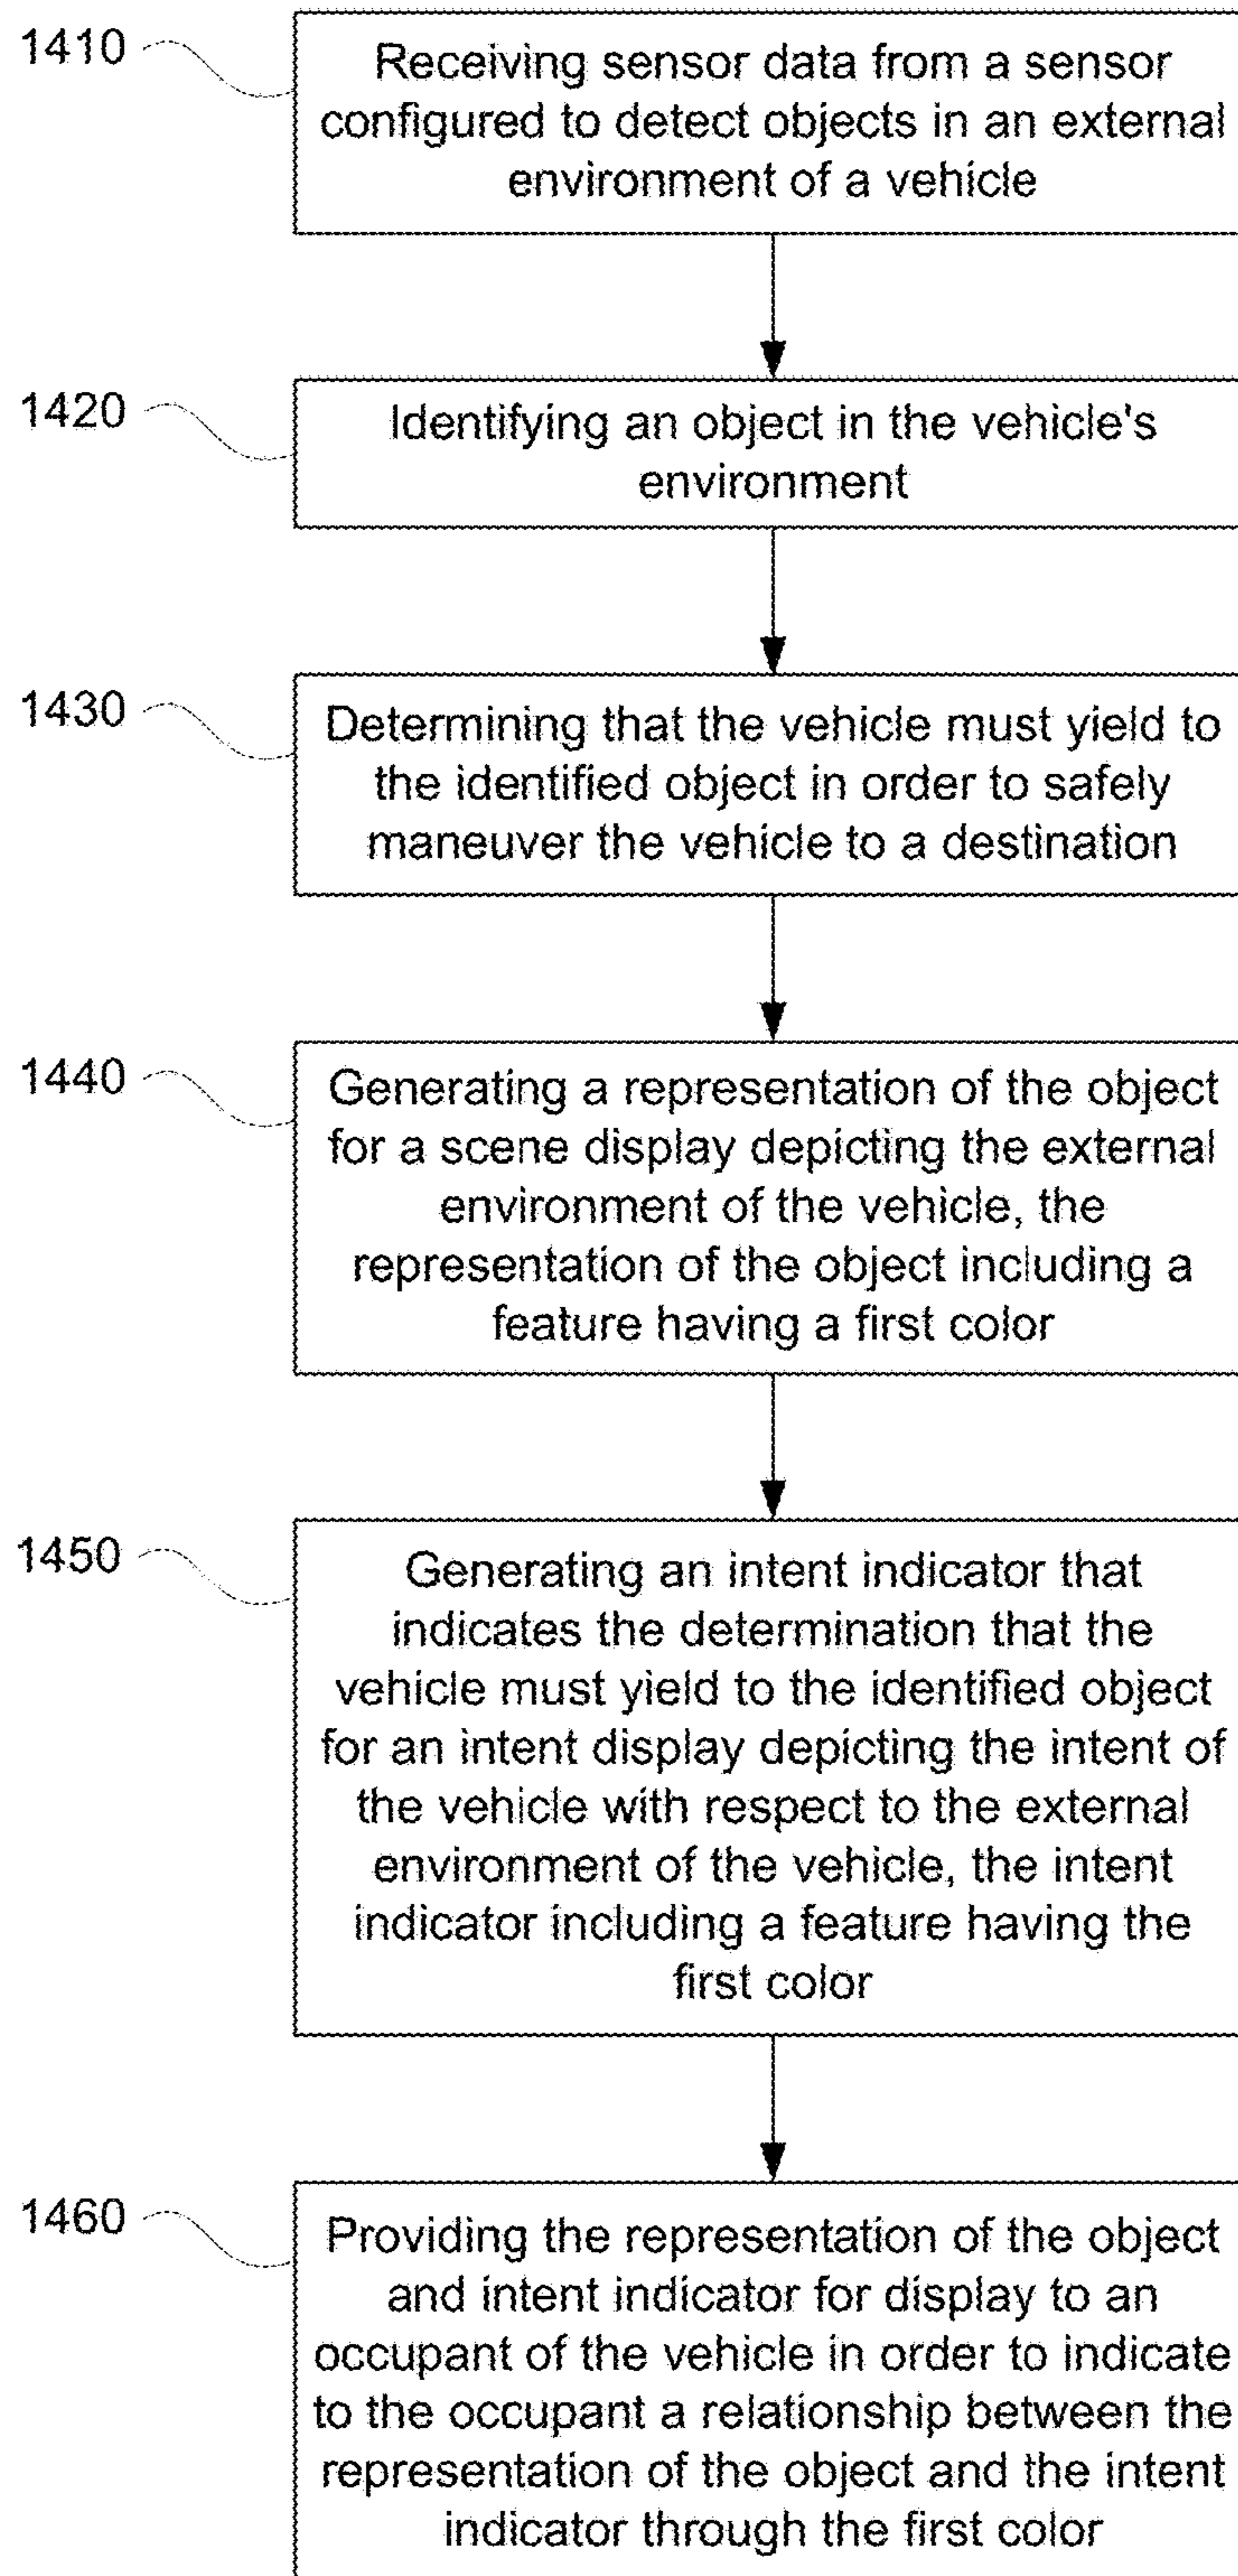 1410
Receiving sensor data from a sensor
configured to detect objects in an external
environment of a vehicle
1420
Identifying an object in the vehicle's
environment
1430
Determining that the vehicle must yield to
the identified object in order to safely
maneuver the vehicle to a destination
1440
Generating a representation of the object
for a scene display depicting the external
environment of the vehicle, the
representation of the object including a
feature having a first color
1450
Generating an intent indicator that
indicates the determination that the
vehicle must yield to the identified object
for an intent display depicting the intent of
the vehicle with respect to the external
environment of the vehicle, the intent
indicator including a feature having the
first color
1460
Providing the representation of the object
and intent indicator for display to an
occupant of the vehicle in order to indicate
to the occupant a relationship between the
representation of the object and the intent
indicator through the first color